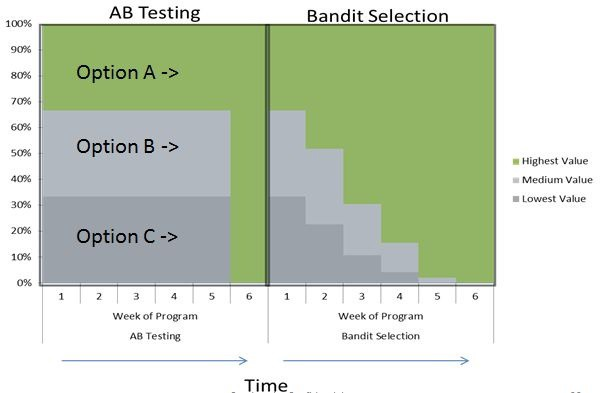 AB Testing Bandit Selection
100%
90%
80%
70%
60%
50%
40%
30%
20%
10%
0%
Option A ->
Option B ->
Option C ->
Highest Value
Medium Value
Lowest Value
1 2 3 4 5 6 1 2 3 4 5 6
Week of Program Week of Program
AB Testing Bandit Selection
Time